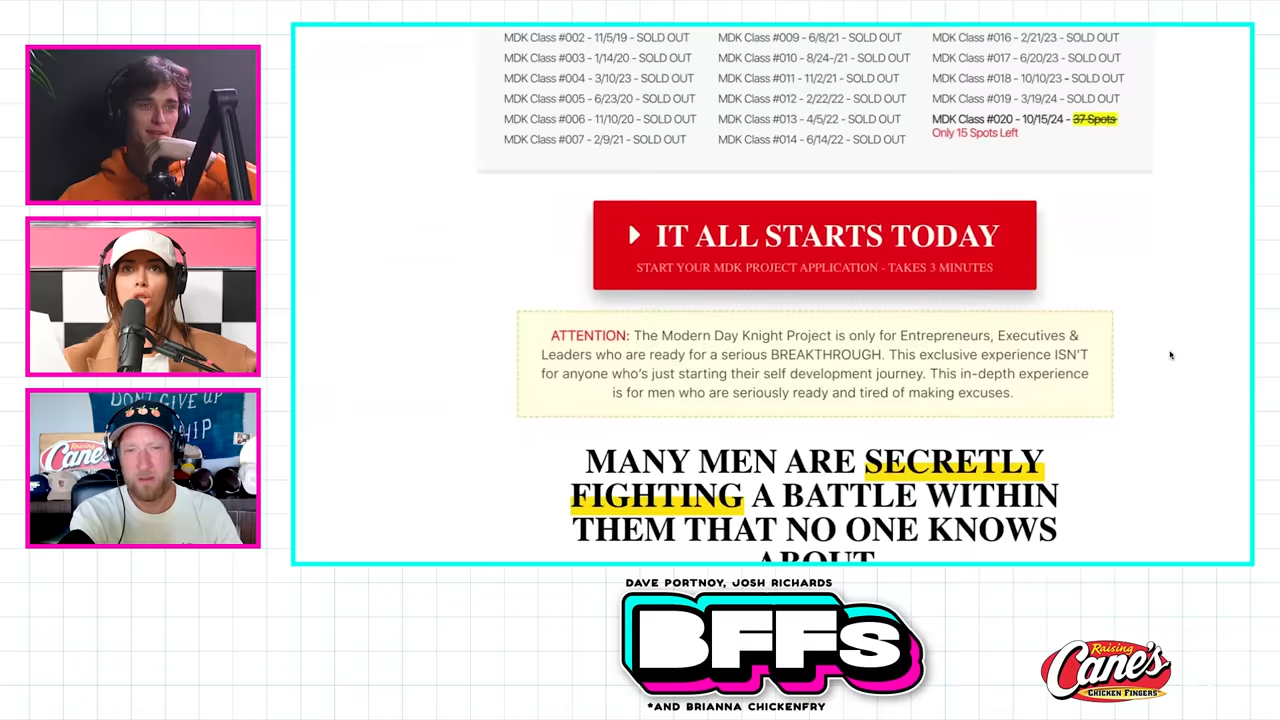 MDK Class #002 - 11/5/19 - SOLD OUT
MDK Class #003 - 1/14/20 - SOLD OUT
MDK Class #004 - 3/10/23 - SOLD OUT
MDK Class #005 - 6/23/20 - SOLD OUT
MDK Class #006 - 11/10/20 - SOLD OUT
MDK Class #007 - 2/9/21 - SOLD OUT
MDK Class #009 - 6/8/21 - SOLD OUT
MDK Class #010 - 8/24-/21 - SOLD OUT
MDK Class #011 - 11/2/21 - SOLD OUT
MDK Class #012 - 2/22/22 - SOLD OUT
MDK Class #013 - 4/5/22 - SOLD OUT
MDK Class #014 - 6/14/22 - SOLD OUT
MDK Class #016 - 2/21/23 - SOLD OUT
MDK Class #017 - 6/20/23 - SOLD OUT
MDK Class #018 - 10/10/23 - SOLD OUT
MDK Class #019 - 3/19/24 - SOLD OUT
MDK Class #020 - 10/15/24 - 37 Spots
Only 15 Spots Left
IT ALL STARTS TODAY
START YOUR MDK PROJECT APPLICATION - TAKES 3 MINUTES
ATTENTION: The Modern Day Knight Project is only for Entrepreneurs, Executives &
Leaders who are ready for a serious BREAKTHROUGH. This exclusive experience ISN'T
for anyone who's just starting their self development journey. This in-depth experience
is for men who are seriously ready and tired of making excuses.
MANY MEN ARE SECRETLY
FIGHTING A BATTLE WITHIN
THEM THAT NO ONE KNOWS
ABOUT
DON'T GIVE UP
SHIP
Raising
Cane's
DAVE PORTNOY, JOSH RICHARDS
BFFs
*AND BRIANNA CHICKENFRY
Raising
Cane's
CHICKEN FINGERS